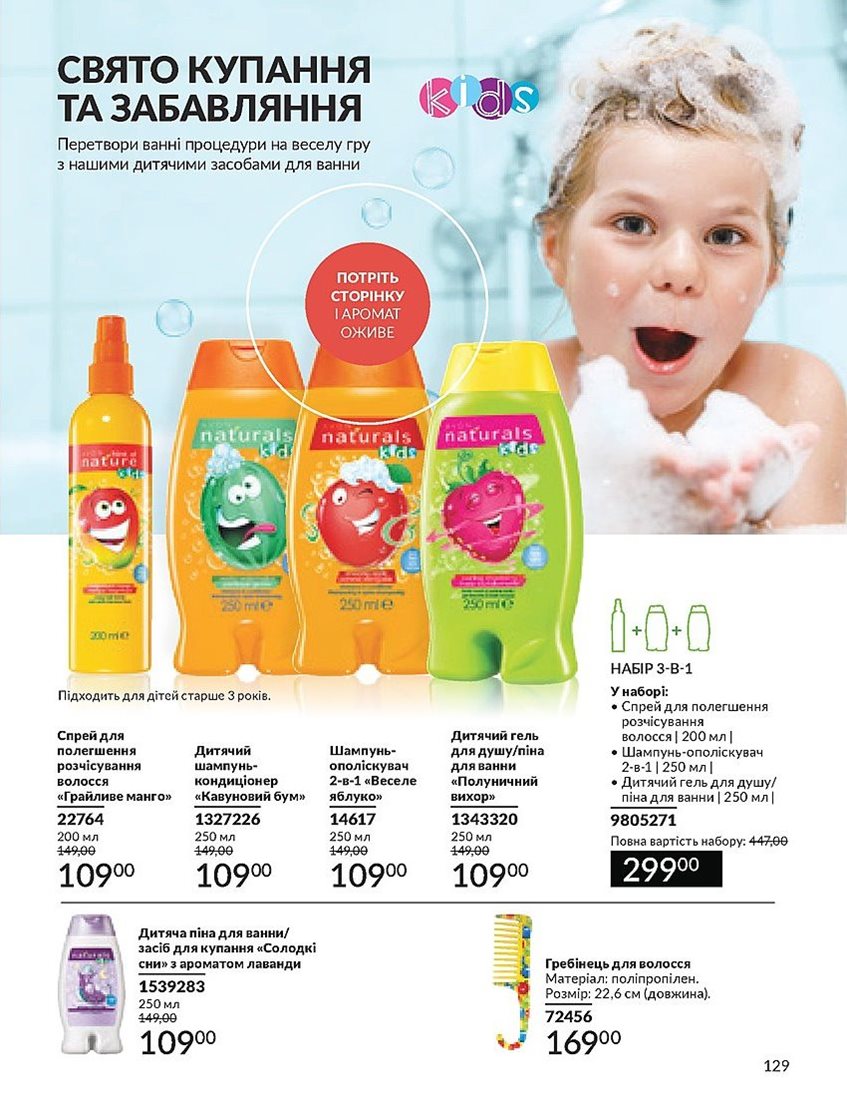 СВЯТО КУПАННЯ
ТА ЗАБАВЛЯННЯ
kids
Перетвори ванні процедури на веселу гру
з нашими дитячими засобами для ванни
ПОТРІТЬ
СТОРІНКУ
І АРОМАТ
ОЖИВЕ
nature
kids
200 ml e
naturals
kids
250 ml e
naturals
kids
250 ml e
AVON
naturals
kids
250 ml e
Підходить для дітей старше 3 років.
Спрей для
полегшення
розчісування
волосся
«Грайливе манго»
22764
200 мл
149,00
10900
Дитячий
шампунь-
кондиціонер
«Кавуновий бум»
1327226
250 мл
149,00
10900
Шампунь-
ополіскувач
2-в-1 «Веселе
яблуко»
14617
250 мл
149,00
10900
Дитячий гель
для душу/піна
для ванни
«Полуничний
вихор»
1343320
250 мл
149,00
10900
+ +
НАБІР 3-В-1
У наборі:
• Спрей для полегшення
розчісування
волосся | 200 мл |
• Шампунь-ополіскувач
2-в-1 | 250 мл |
• Дитячий гель для душу/
піна для ванни | 250 мл |
9805271
Повна вартість набору: 447,00
29900
naturals
Дитяча піна для ванни/
засіб для купання «Солодкі
сни» з ароматом лаванди
1539283
250 мл
149,00
10900
Гребінець для волосся
Матеріал: поліпропілен.
Розмір: 22,6 см (довжина).
72456
16900
129